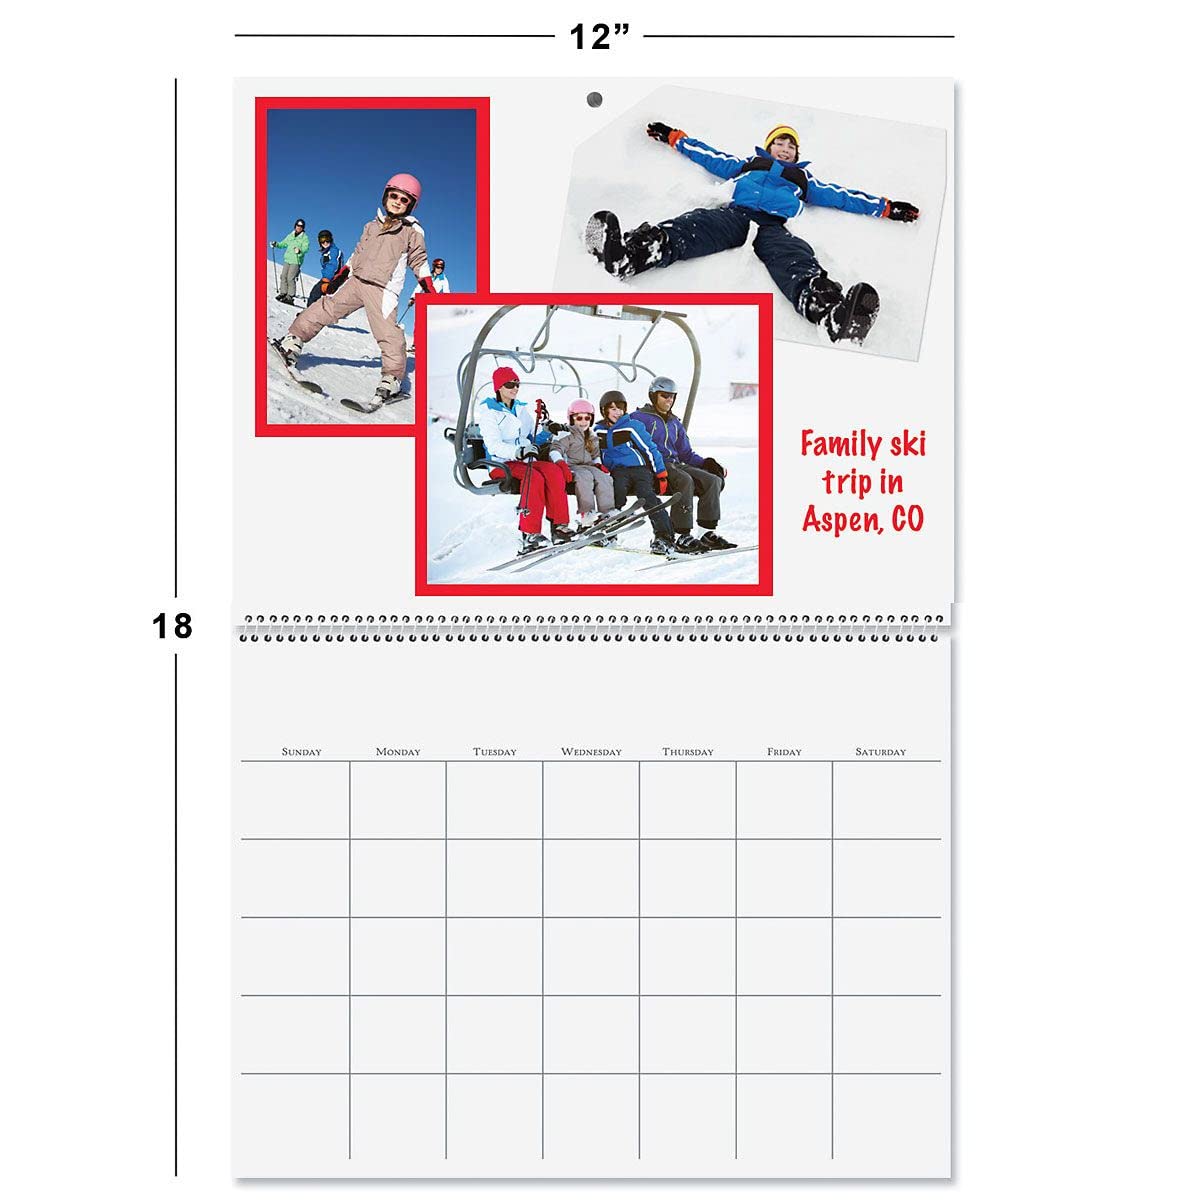 12”
Family ski
trip in
Aspen, CO
18
SUNDAY MONDAY TUESDAY WEDNESDAY THURSDAY FRIDAY SATURDAY